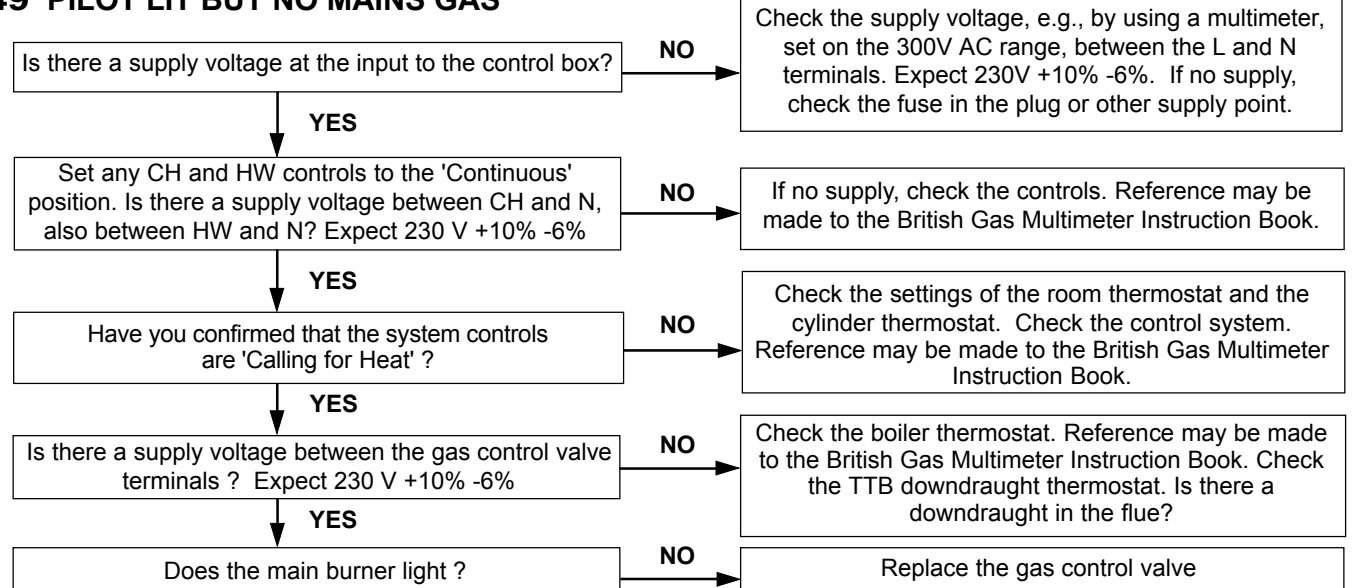 49 PILOT LIT BUT NO MAINS GAS
Is there a supply voltage at the input to the control box?
NO
Check the supply voltage, e.g., by using a multimeter,
set on the 300V AC range, between the L and N
terminals. Expect 230V +10% -6%. If no supply,
check the fuse in the plug or other supply point.
YES
Set any CH and HW controls to the 'Continuous'
position. Is there a supply voltage between CH and N,
also between HW and N? Expect 230 V +10% -6%
NO
If no supply, check the controls. Reference may be
made to the British Gas Multimeter Instruction Book.
YES
Have you confirmed that the system controls
are 'Calling for Heat' ?
NO
Check the settings of the room thermostat and the
cylinder thermostat. Check the control system.
Reference may be made to the British Gas Multimeter
Instruction Book.
YES
Is there a supply voltage between the gas control valve
terminals ? Expect 230 V +10% -6%
NO
Check the boiler thermostat. Reference may be made
to the British Gas Multimeter Instruction Book. Check
the TTB downdraught thermostat. Is there a
downdraught in the flue?
YES
Does the main burner light ?
NO
Replace the gas control valve